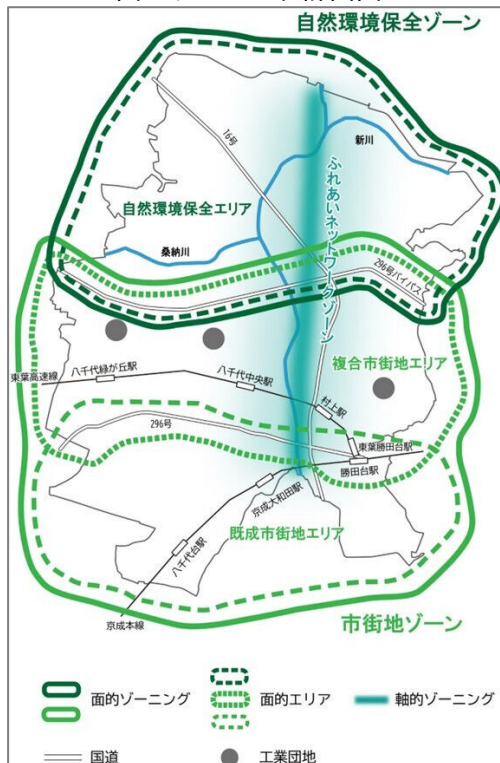 自然環境保全ゾーン
16号
新川
ふれあいネットワークゾーン
自然環境保全エリア
桑納川
296号バイパス
複合市街地エリア
八千代緑が丘駅
八千代中央駅
東葉高速線
村上駅
296号
東葉勝田台駅
勝田台駅
京成大和田駅
既成市街地エリア
八千代台駅
京成本線
市街地ゾーン
面的ゾーニング
面的エリア
軸的ゾーニング
国道
工業団地